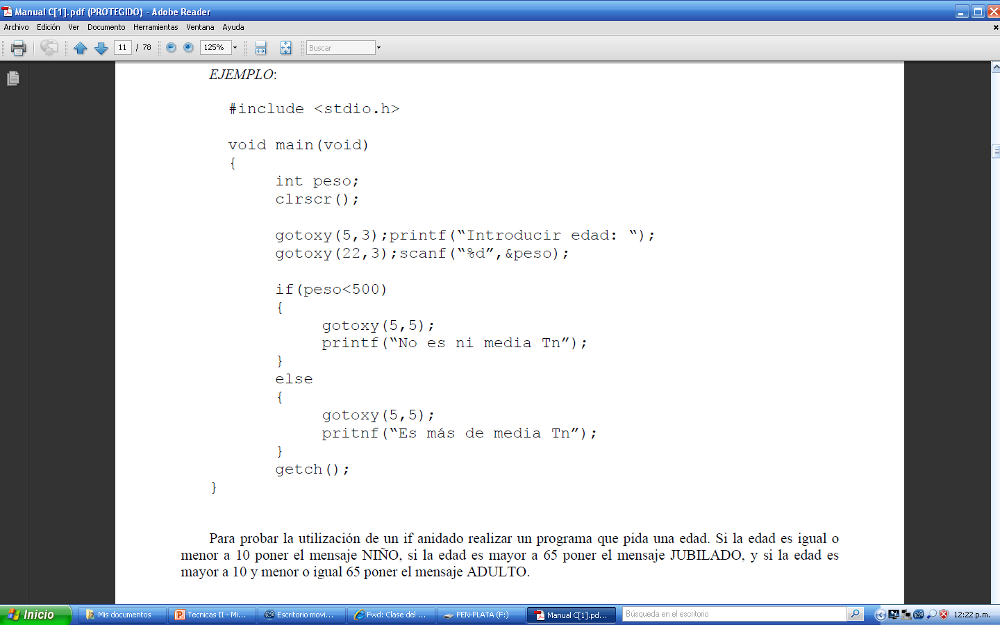 Manual C[1].pdf (PROTEGIDO) - Adobe Reader
Archivo Edición Ver Documento Herramientas Ventana Ayuda
11 / 78 125% Buscar
EJEMPLO:
#include <stdio.h>
void main(void)
{
int peso;
clrscr();
gotoxy(5,3);printf(“Introducir edad: “);
gotoxy(22,3);scanf(“%d”,&peso);
if(peso<500)
{
gotoxy(5,5);
printf(“No es ni media Tn”);
}
else
{
gotoxy(5,5);
pritnf(“Es más de media Tn”);
}
getch();
}
Para probar la utilización de un if anidado realizar un programa que pida una edad. Si la edad es igual o
menor a 10 poner el mensaje NIÑO, si la edad es mayor a 65 poner el mensaje JUBILADO, y si la edad es
mayor a 10 y menor o igual 65 poner el mensaje ADULTO.
Inicio Mis documentos Tecnicas II - Mi... Escritorio movi... Fwd: Clase del ... PEN-PLATA (F:) Manual C[1].pd... Búsqueda en el escritorio 12:22 p.m.